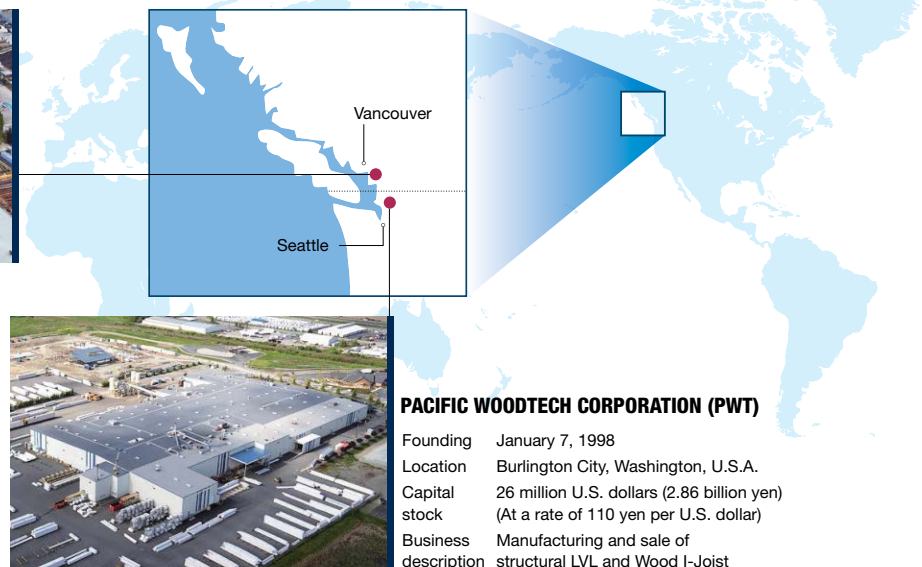 Vancouver
Seattle
PACIFIC WOODTECH CORPORATION (PWT)
Founding January 7, 1998
Location Burlington City, Washington, U.S.A.
Capital 26 million U.S. dollars (2.86 billion yen)
stock (At a rate of 110 yen per U.S. dollar)
Business Manufacturing and sale of
description structural LVL and Wood I-Joist